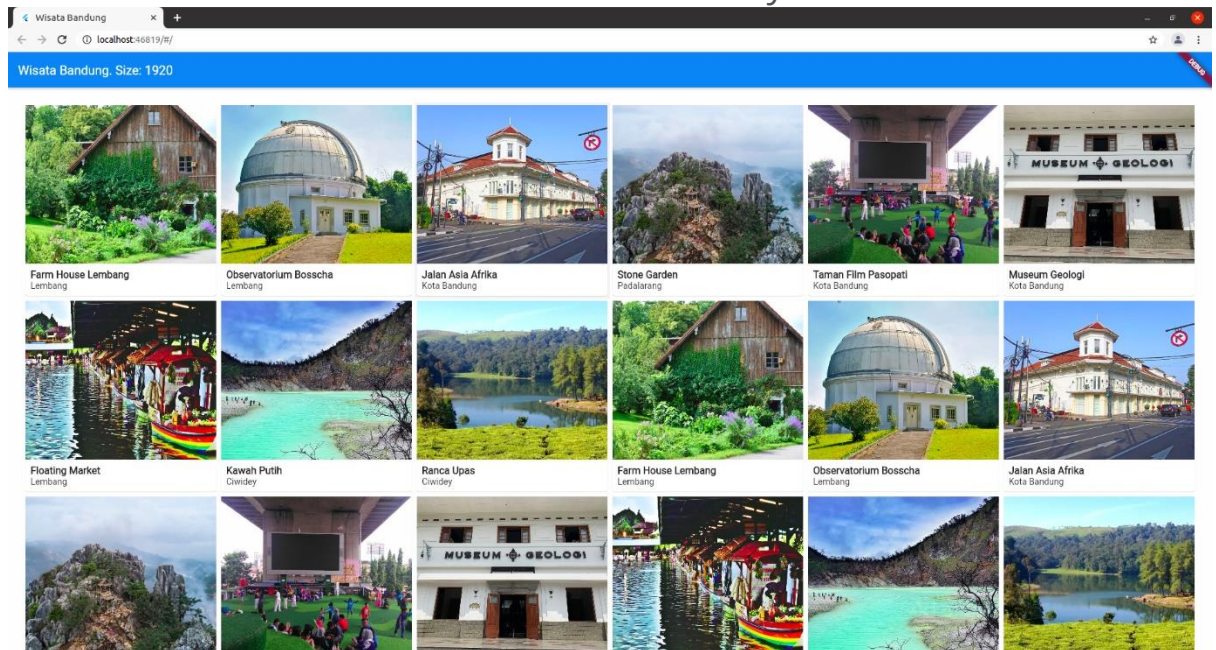 Wisata Bandung
localhost:46819/#/
Wisata Bandung. Size: 1920
DEBUG
MUSEUM GEOLOGI
Farm House Lembang
Lembang
Observatorium Bosscha
Lembang
Jalan Asia Afrika
Kota Bandung
Stone Garden
Padalarang
Taman Film Pasopati
Kota Bandung
Museum Geologi
Kota Bandung
Floating Market
Lembang
Kawah Putih
Ciwidey
Ranca Upas
Ciwidey
Farm House Lembang
Lembang
Observatorium Bosscha
Lembang
Jalan Asia Afrika
Kota Bandung
MUSEUM GEOLOGI